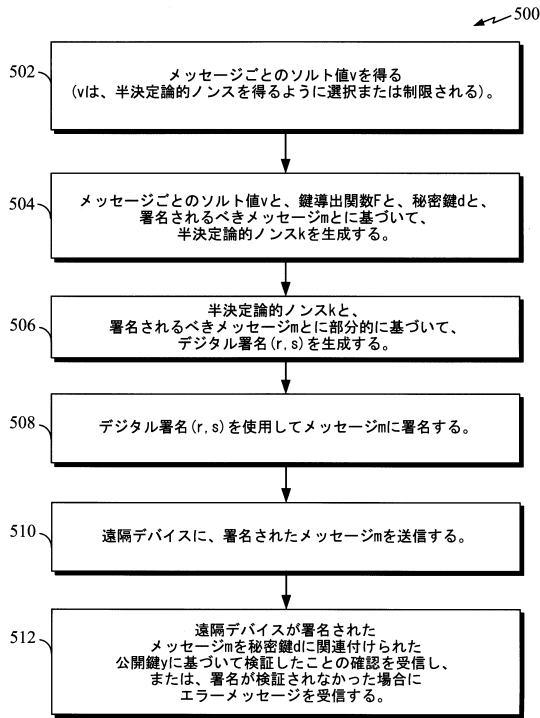 500
502
メッセージごとのソルト値vを得る
(vは、半決定論的ノンスを得るように選択または制限される)。
504
メッセージごとのソルト値vと、鍵導出関数Fと、秘密鍵dと、
署名されるべきメッセージmとに基づいて、
半決定論的ノンスkを生成する。
506
半決定論的ノンスkと、
署名されるべきメッセージmとに部分的に基づいて、
デジタル署名(r,s)を生成する。
508
デジタル署名(r,s)を使用してメッセージmに署名する。
510
遠隔デバイスに、署名されたメッセージmを送信する。
512
遠隔デバイスが署名された
メッセージmを秘密鍵dに関連付けられた
公開鍵yに基づいて検証したことの確認を受信し、
または、署名が検証されなかった場合に
エラーメッセージを受信する。